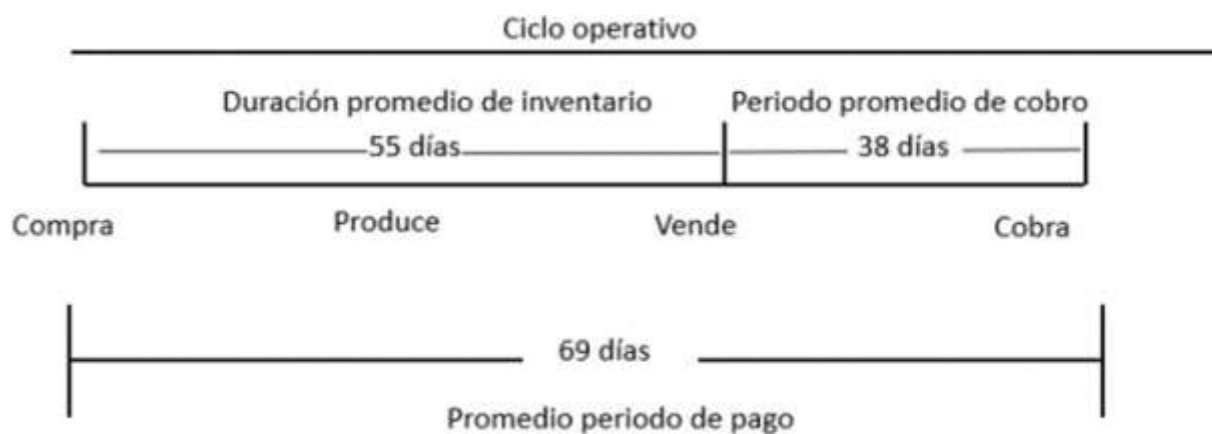 Ciclo operativo
Duración promedio de inventario
Periodo promedio de cobro
55 días
38 días
Compra
Produce
Vende
Cobra
69 días
Promedio periodo de pago